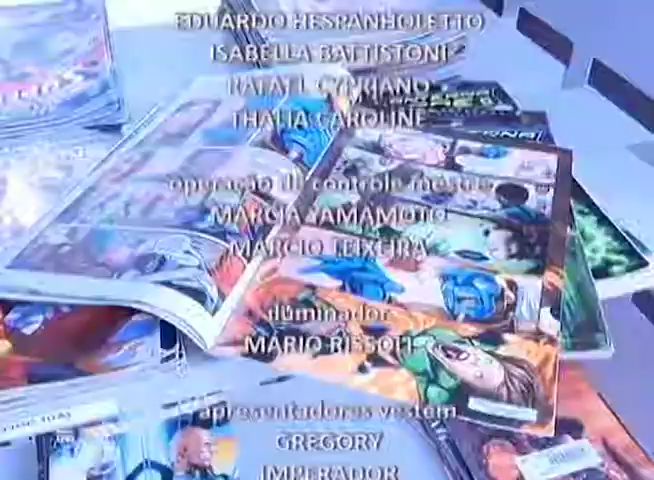 EDUARDO HESPANHOLETTO
ISABELLA BATTISTONI
RAFAEL CYPRIANO
THALIA CAROLINE
operação de controle mestre
MARCIA YAMAMOTO
MARCIO TEIXEIRA
iluminador
MARIO RISSOLI
apresentadores vestem
GREGORY
IMPERADOR